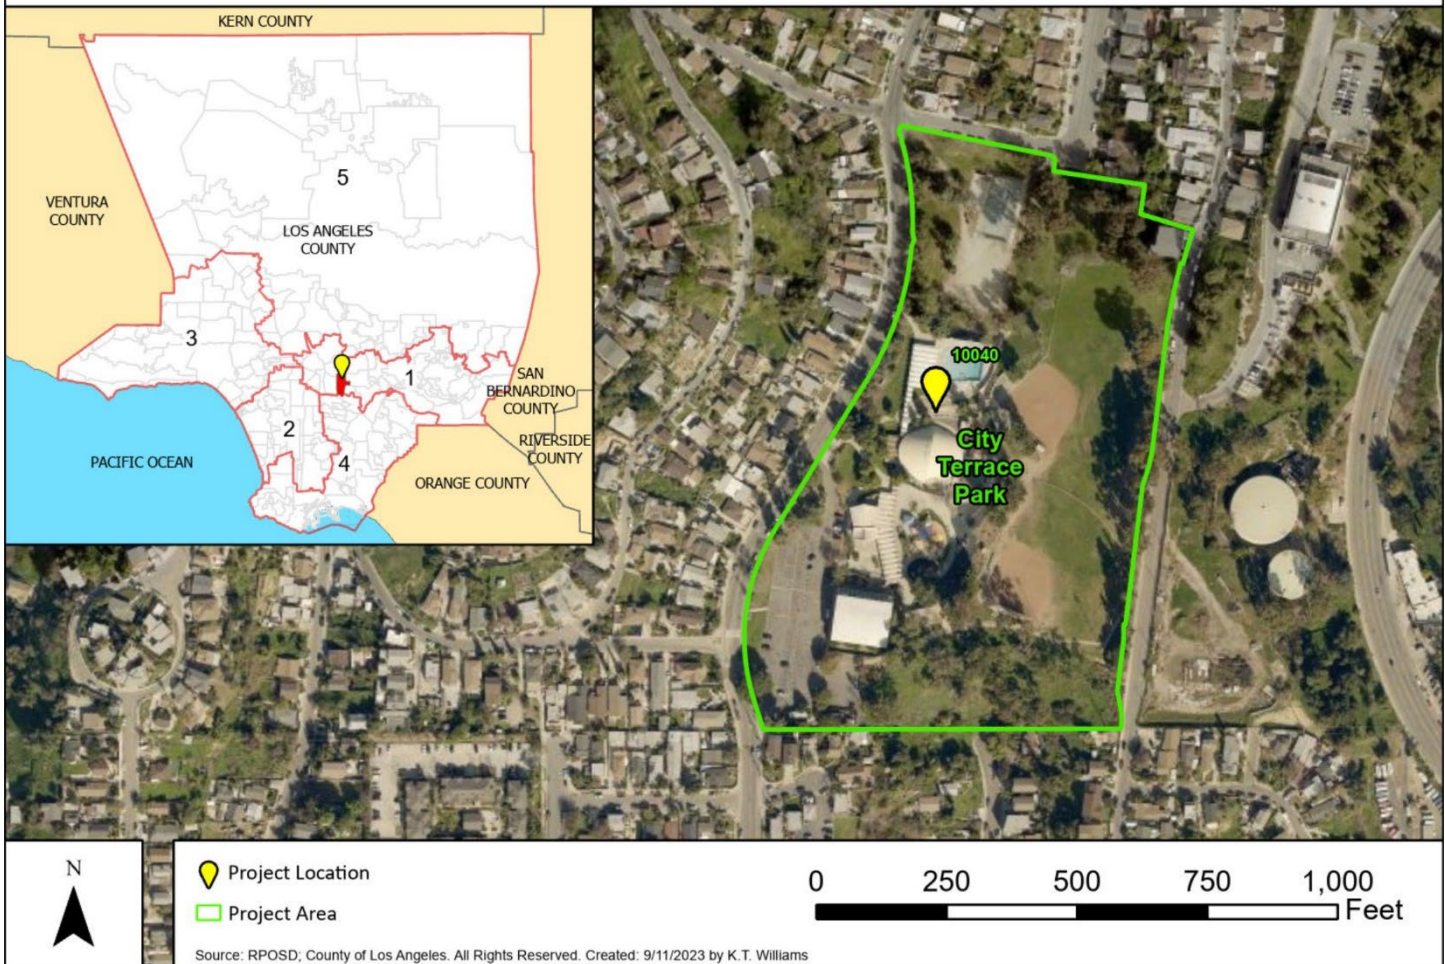 KERN COUNTY
5
VENTURA
COUNTY
LOS ANGELES
COUNTY
3
1
SAN
BERNARDINO
COUNTY
2
RIVERSIDE
COUNTY
4
PACIFIC OCEAN
ORANGE COUNTY
10040
City
Terrace
Park
N
Project Location
Project Area
0 250 500 750 1,000
Feet
Source: RPOSD; County of Los Angeles. All Rights Reserved. Created: 9/11/2023 by K.T. Williams